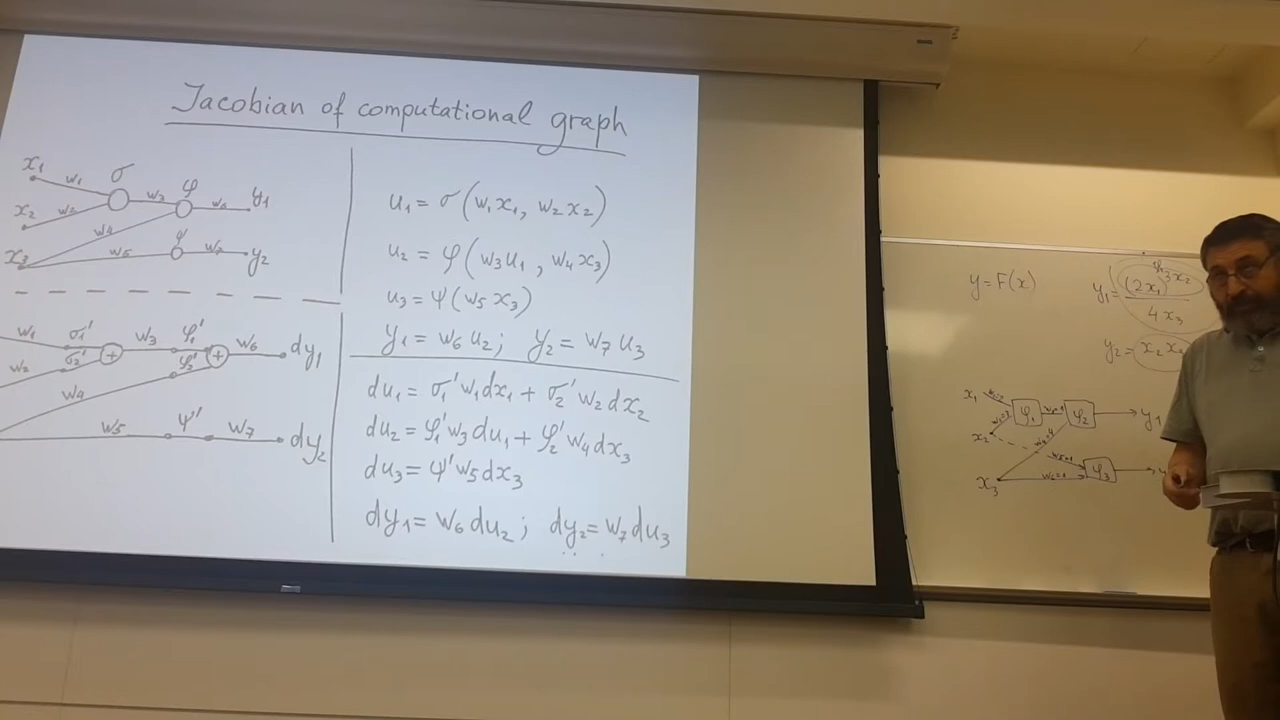 Jacobian of computational graph
x₁ w₁ σ w₃ φ w₆ y₁
x₂ w₂
w₄
x₃ w₅ ψ w₇ y₂
u₁ = σ(w₁x₁, w₂x₂)
u₂ = φ(w₃u₁, w₄x₃)
u₃ = ψ(w₅x₃)
y₁ = w₆u₂; y₂ = w₇u₃
w₁ σ₁′ + w₃ φ₁′ + w₆ dy₁
w₂ σ₂′ φ₂′
w₄
w₅ ψ′ w₇ dy₂
du₁ = σ₁′w₁dx₁ + σ₂′w₂dx₂
du₂ = φ₁′w₃du₁ + φ₂′w₄dx₃
du₃ = ψ′w₅dx₃
dy₁ = w₆du₂; dy₂ = w₇du₃
y = F(x)
y₁ = (2x₁) 3x₂
4x₃
y₂ = x₂
x₁ φ₁ φ₂ y₁
x₂
x₃ φ₃